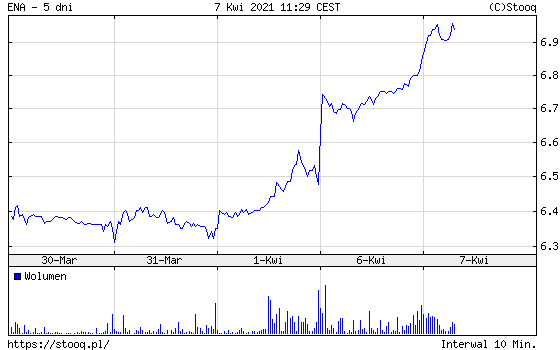 ENA - 5 dni 7 Kwi 2021 11:29 CEST (C)Stooq
6.9
6.8
6.7
6.6
6.5
6.4
6.3
30-Mar 31-Mar 1-Kwi 6-Kwi 7-Kwi
Wolumen
https://stooq.pl/ Interwal 10 Min.